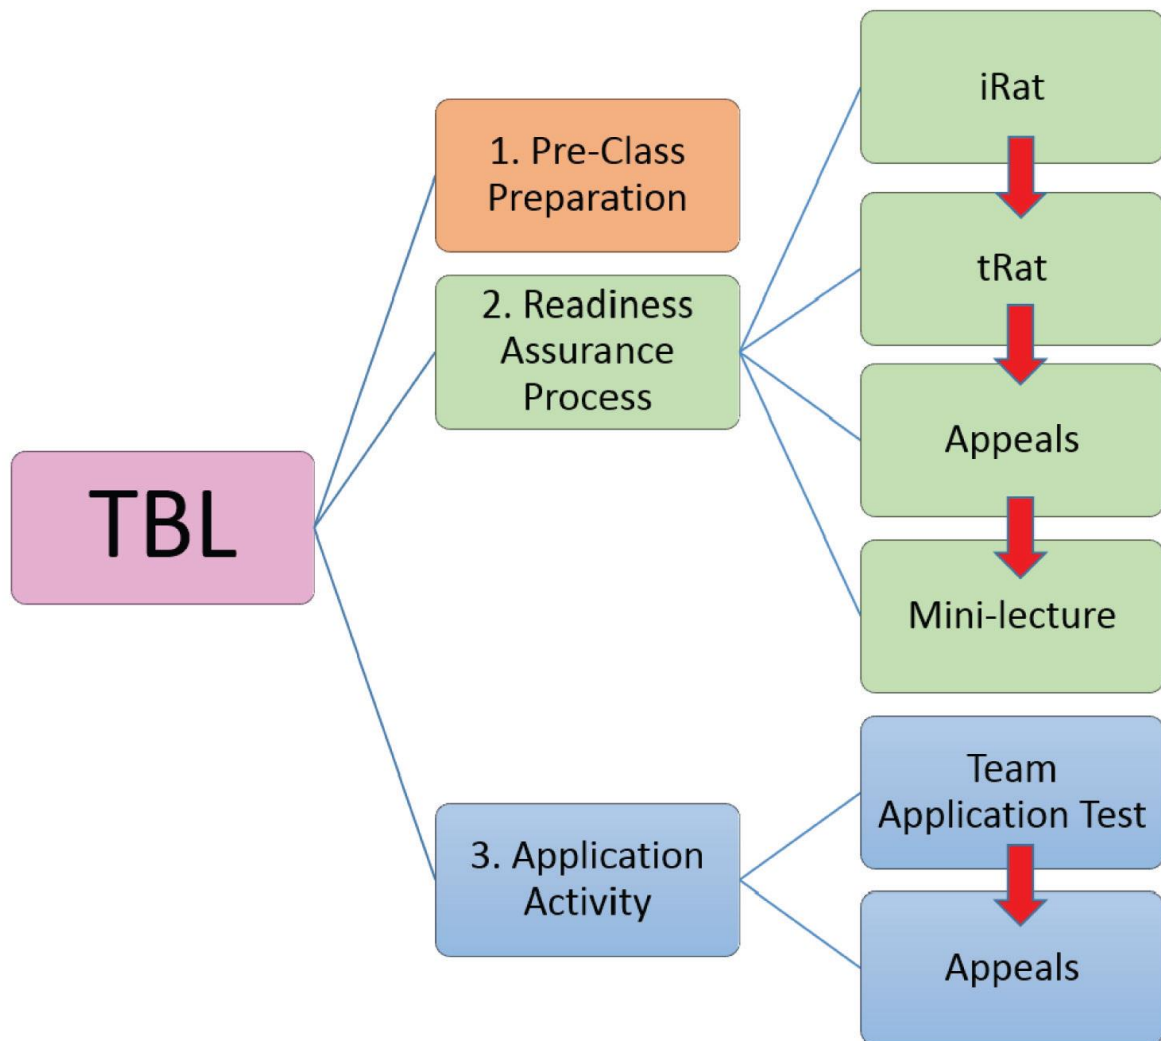 TBL
1. Pre-Class
Preparation
2. Readiness
Assurance
Process
iRat
tRat
Appeals
Mini-lecture
3. Application
Activity
Team
Application Test
Appeals